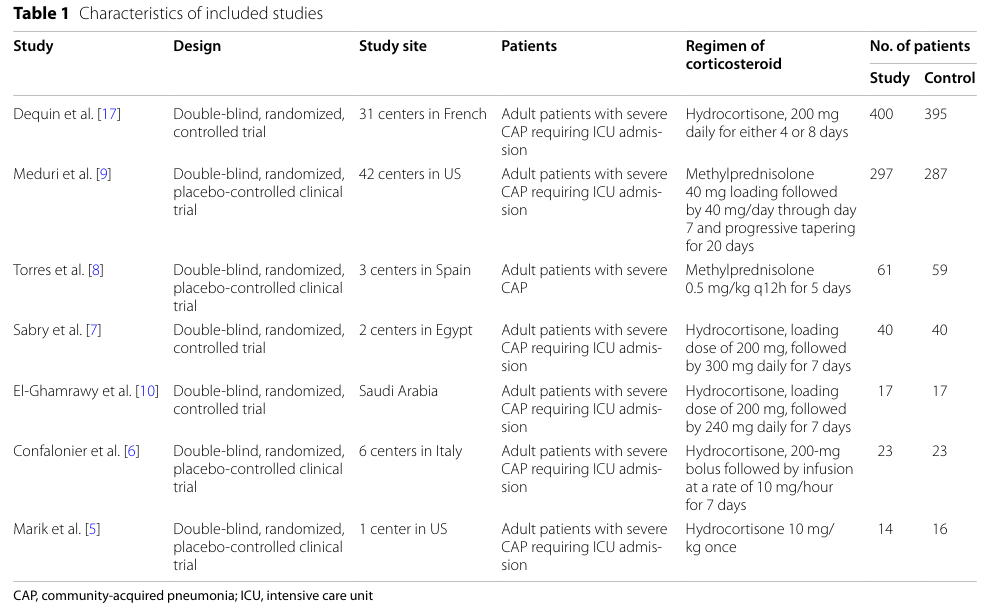 Table 1 Characteristics of included studies
Study Design Study site Patients Regimen of corticosteroid No. of patients
Study Control
Dequin et al. [17] Double-blind, randomized, 31 centers in French Adult patients with severe Hydrocortisone, 200 mg 400 395
controlled trial CAP requiring ICU admis- daily for either 4 or 8 days
sion
Meduri et al. [9] Double-blind, randomized, 42 centers in US Adult patients with severe Methylprednisolone 297 287
placebo-controlled clinical CAP requiring ICU admis- 40 mg loading followed
trial sion by 40 mg/day through day
7 and progressive tapering
for 20 days
Torres et al. [8] Double-blind, randomized, 3 centers in Spain Adult patients with severe Methylprednisolone 61 59
placebo-controlled clinical CAP 0.5 mg/kg q12h for 5 days
trial
Sabry et al. [7] Double-blind, randomized, 2 centers in Egypt Adult patients with severe Hydrocortisone, loading 40 40
controlled trial CAP requiring ICU admis- dose of 200 mg, followed
sion by 300 mg daily for 7 days
El-Ghamrawy et al. [10] Double-blind, randomized, Saudi Arabia Adult patients with severe Hydrocortisone, loading 17 17
controlled trial CAP requiring ICU admis- dose of 200 mg, followed
sion by 240 mg daily for 7 days
Confalonier et al. [6] Double-blind, randomized, 6 centers in Italy Adult patients with severe Hydrocortisone, 200-mg 23 23
placebo-controlled clinical CAP requiring ICU admis- bolus followed by infusion
trial sion at a rate of 10 mg/hour
for 7 days
Marik et al. [5] Double-blind, randomized, 1 center in US Adult patients with severe Hydrocortisone 10 mg/ 14 16
placebo-controlled clinical CAP requiring ICU admis- kg once
trial sion
CAP, community-acquired pneumonia; ICU, intensive care unit